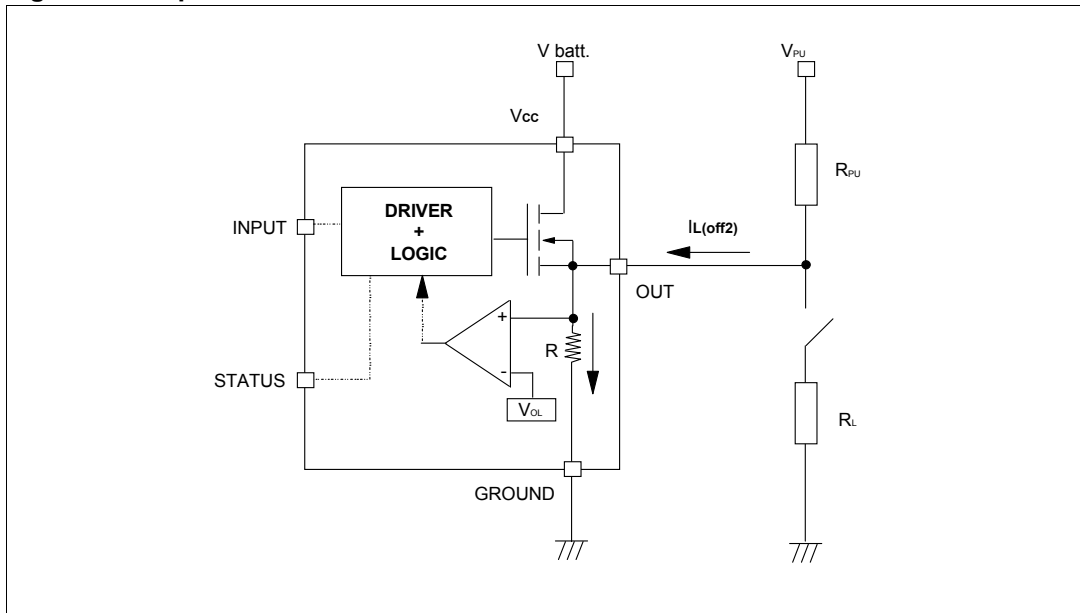 V batt.
VPU
Vcc
RPU
DRIVER
+
LOGIC
INPUT
IL(off2)
OUT
+
R
-
STATUS
VOL
RL
GROUND